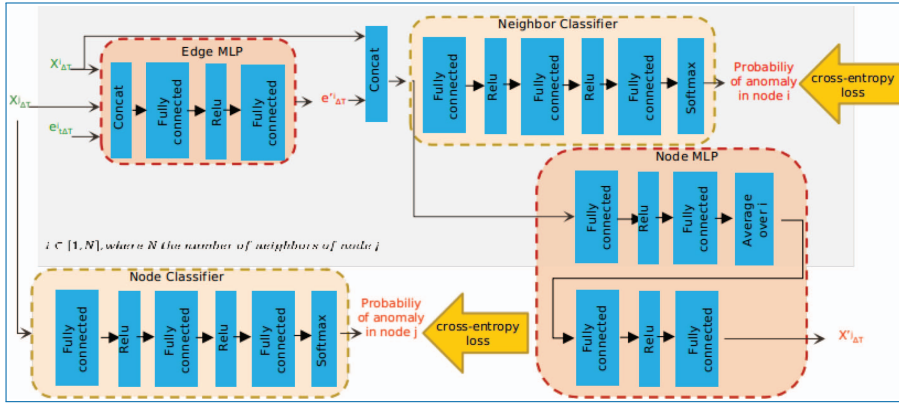 Neighbor Classifier
Edge MLP
Xⁱ_ΔT
Xʲ_ΔT
eⁱ_tΔT
Concat
Fully
connected
Relu
Fully
connected
e'ⁱ_ΔT
Concat
Fully
connected
Relu
Fully
connected
Relu
Fully
connected
Softmax
Probabiliy
of anomaly
in node i
cross-entropy
loss
Node MLP
Fully
connected
Relu
Fully
connected
Average
over i
i ⊂ [1, N], where N the number of neighbors of node j
Node Classifier
Fully
connected
Relu
Fully
connected
Relu
Fully
connected
Softmax
Probabiliy
of anomaly
in node j
cross-entropy
loss
Fully
connected
Relu
Fully
connected
X'ʲ_ΔT